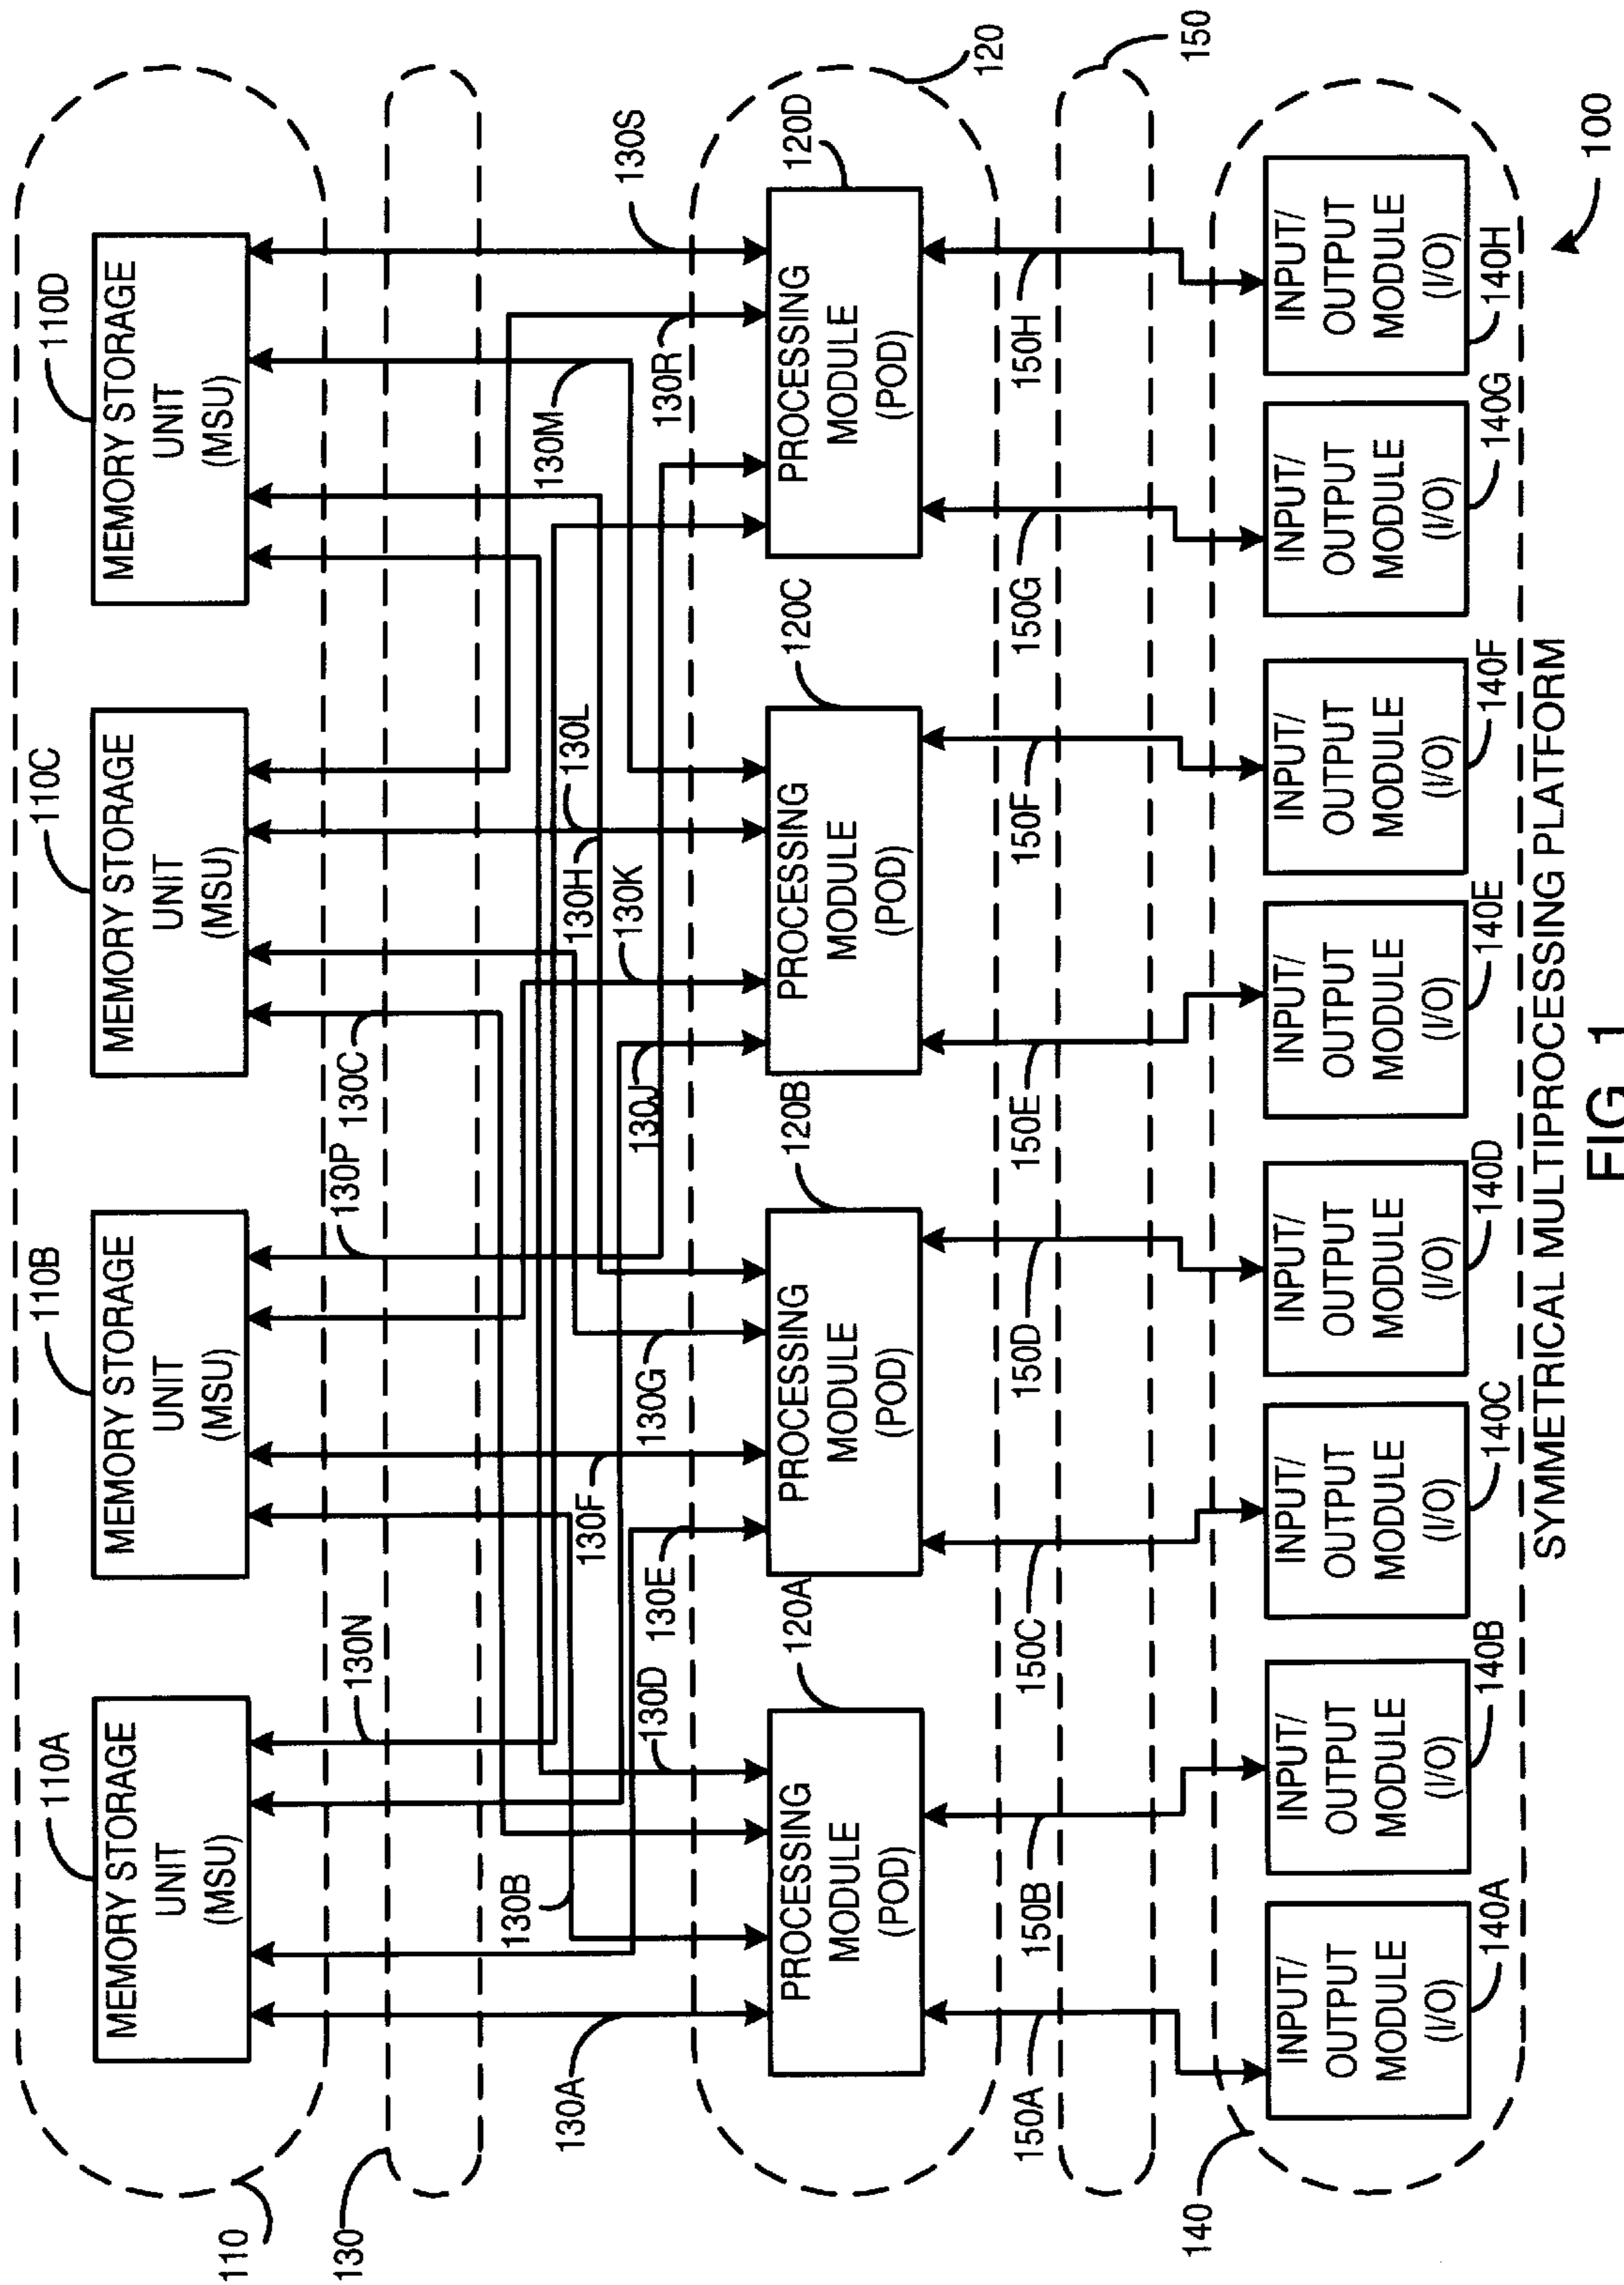 110
110A
110B
110C
110D
MEMORY STORAGE
UNIT
(MSU)
MEMORY STORAGE
UNIT
(MSU)
MEMORY STORAGE
UNIT
(MSU)
MEMORY STORAGE
UNIT
(MSU)
130
130N
130P
130C
130A
130B
130D
130E
130F
130G
130J
130H
130K
130L
130M
130R
130S
120A
120B
120C
120D
120
PROCESSING
MODULE
(POD)
PROCESSING
MODULE
(POD)
PROCESSING
MODULE
(POD)
PROCESSING
MODULE
(POD)
150A
150B
150C
150D
150E
150F
150G
150H
150
140
INPUT/
OUTPUT
MODULE
(I/O)
140A
INPUT/
OUTPUT
MODULE
(I/O)
140B
INPUT/
OUTPUT
MODULE
(I/O)
140C
INPUT/
OUTPUT
MODULE
(I/O)
140D
INPUT/
OUTPUT
MODULE
(I/O)
140E
INPUT/
OUTPUT
MODULE
(I/O)
140F
INPUT/
OUTPUT
MODULE
(I/O)
140G
INPUT/
OUTPUT
MODULE
(I/O)
140H
SYMMETRICAL MULTIPROCESSING PLATFORM
100
FIG. 1